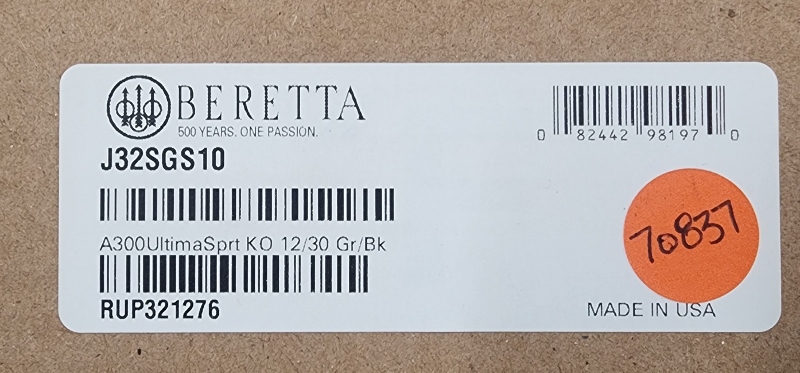 BERETTA
500 YEARS. ONE PASSION.
J32SGS10
A300UltimaSprt KO 12/30 Gr/Bk
RUP321276
0 82442 98197 0
70837
MADE IN USA